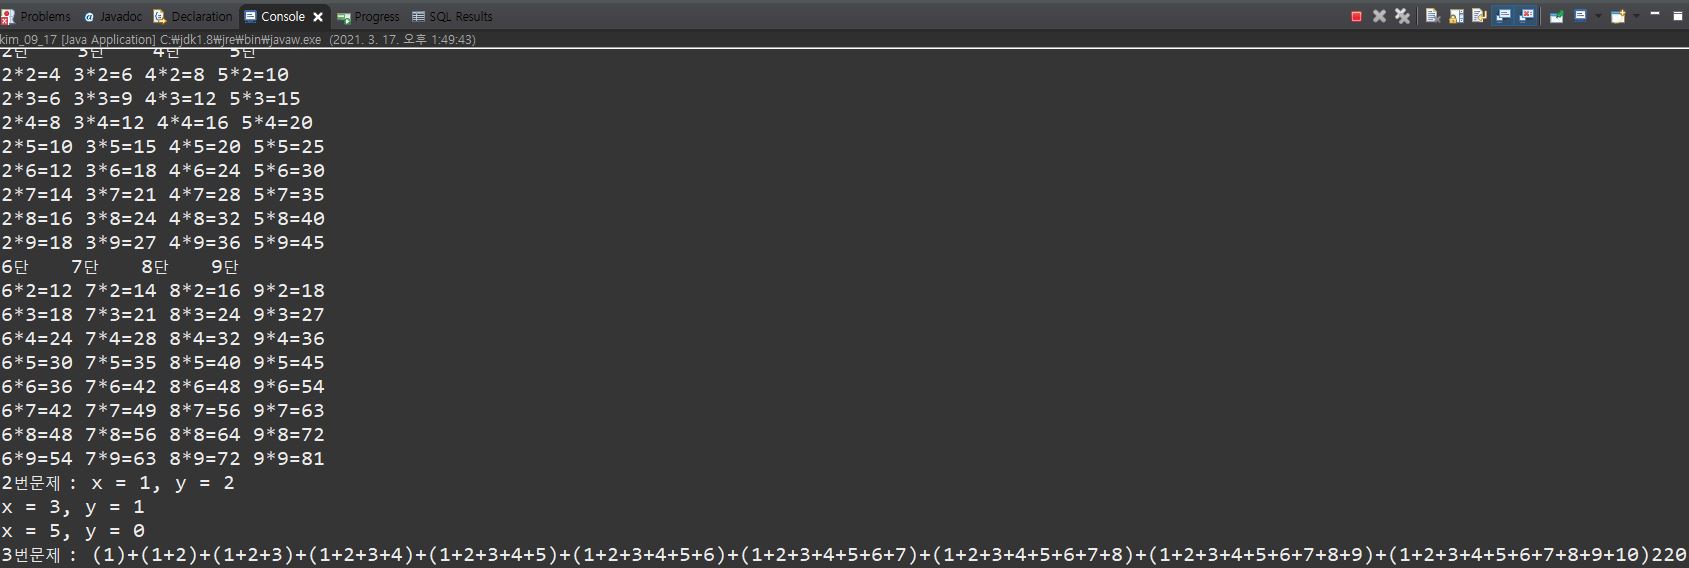 Problems @ Javadoc Declaration Console Progress SQL Results
kim_09_17 [Java Application] C:₩jdk1.8₩jre₩bin₩javaw.exe (2021. 3. 17. 오후 1:49:43)
2단 3단 4단 5단
2*2=4 3*2=6 4*2=8 5*2=10
2*3=6 3*3=9 4*3=12 5*3=15
2*4=8 3*4=12 4*4=16 5*4=20
2*5=10 3*5=15 4*5=20 5*5=25
2*6=12 3*6=18 4*6=24 5*6=30
2*7=14 3*7=21 4*7=28 5*7=35
2*8=16 3*8=24 4*8=32 5*8=40
2*9=18 3*9=27 4*9=36 5*9=45
6단 7단 8단 9단
6*2=12 7*2=14 8*2=16 9*2=18
6*3=18 7*3=21 8*3=24 9*3=27
6*4=24 7*4=28 8*4=32 9*4=36
6*5=30 7*5=35 8*5=40 9*5=45
6*6=36 7*6=42 8*6=48 9*6=54
6*7=42 7*7=49 8*7=56 9*7=63
6*8=48 7*8=56 8*8=64 9*8=72
6*9=54 7*9=63 8*9=72 9*9=81
2번문제 : x = 1, y = 2
x = 3, y = 1
x = 5, y = 0
3번문제 : (1)+(1+2)+(1+2+3)+(1+2+3+4)+(1+2+3+4+5)+(1+2+3+4+5+6)+(1+2+3+4+5+6+7)+(1+2+3+4+5+6+7+8)+(1+2+3+4+5+6+7+8+9)+(1+2+3+4+5+6+7+8+9+10)220